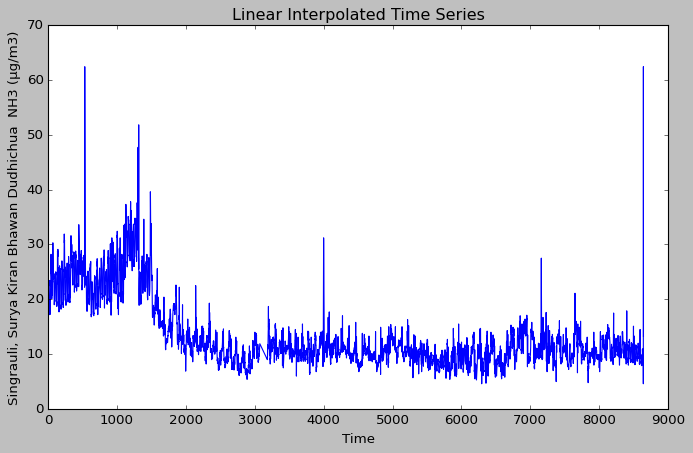 Linear Interpolated Time Series
Singrauli, Surya Kiran Bhawan Dudhichua  NH3 (µg/m3)
70
60
50
40
30
20
10
0
0 1000 2000 3000 4000 5000 6000 7000 8000 9000
Time